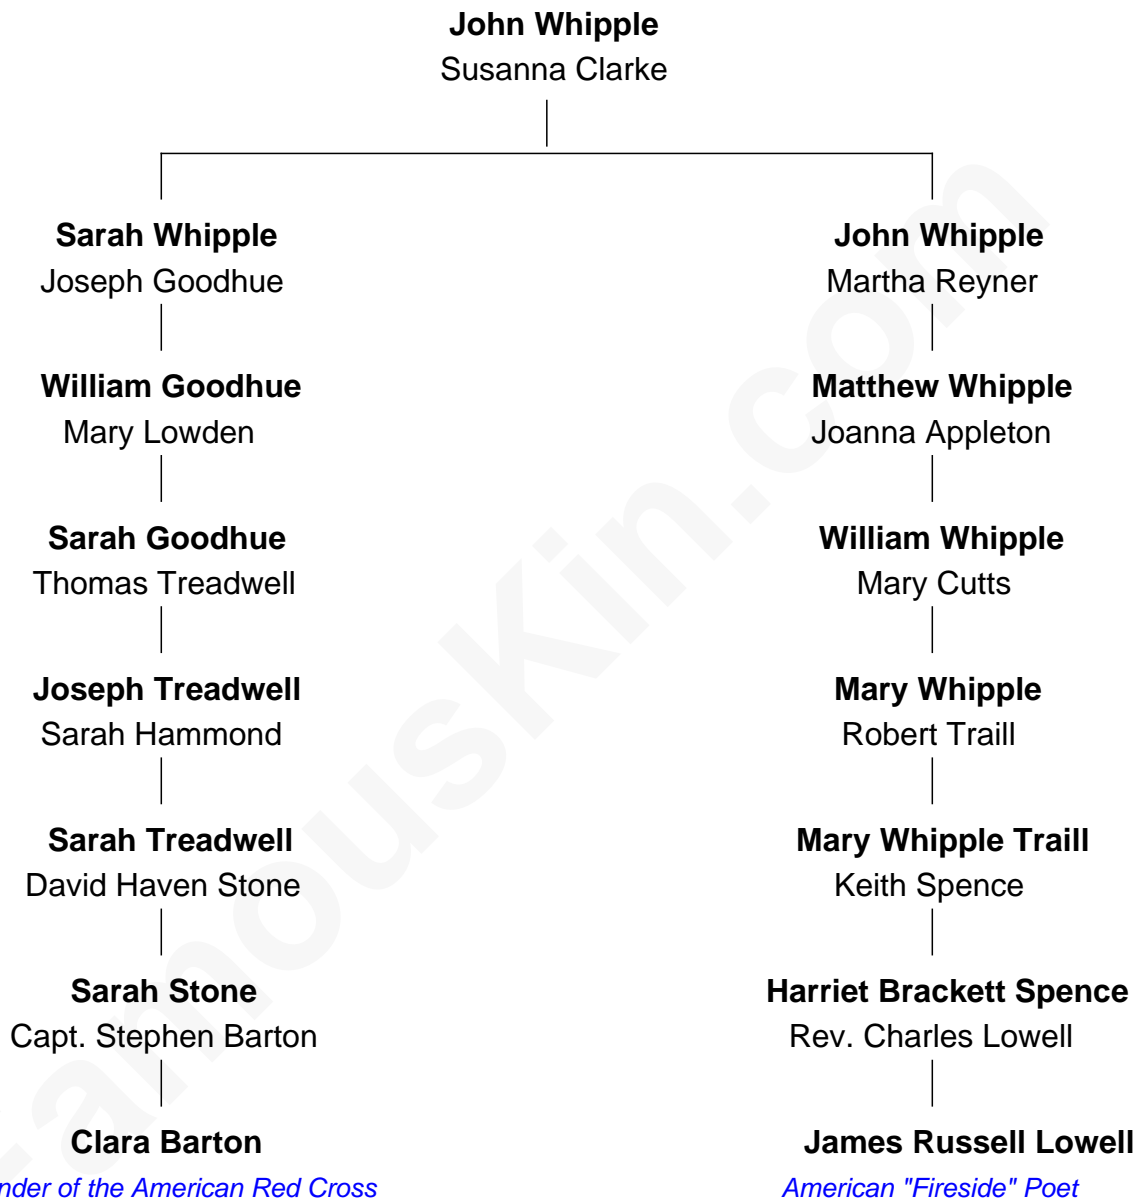 John Whipple
Susanna Clarke
Sarah Whipple
Joseph Goodhue
William Goodhue
Mary Lowden
Sarah Goodhue
Thomas Treadwell
Joseph Treadwell
Sarah Hammond
Sarah Treadwell
David Haven Stone
Sarah Stone
Capt. Stephen Barton
Clara Barton
nder of the American Red Cross
John Whipple
Martha Reyner
Matthew Whipple
Joanna Appleton
William Whipple
Mary Cutts
Mary Whipple
Robert Traill
Mary Whipple Traill
Keith Spence
Harriet Brackett Spence
Rev. Charles Lowell
James Russell Lowell
American "Fireside" Poet
FamousKin.com